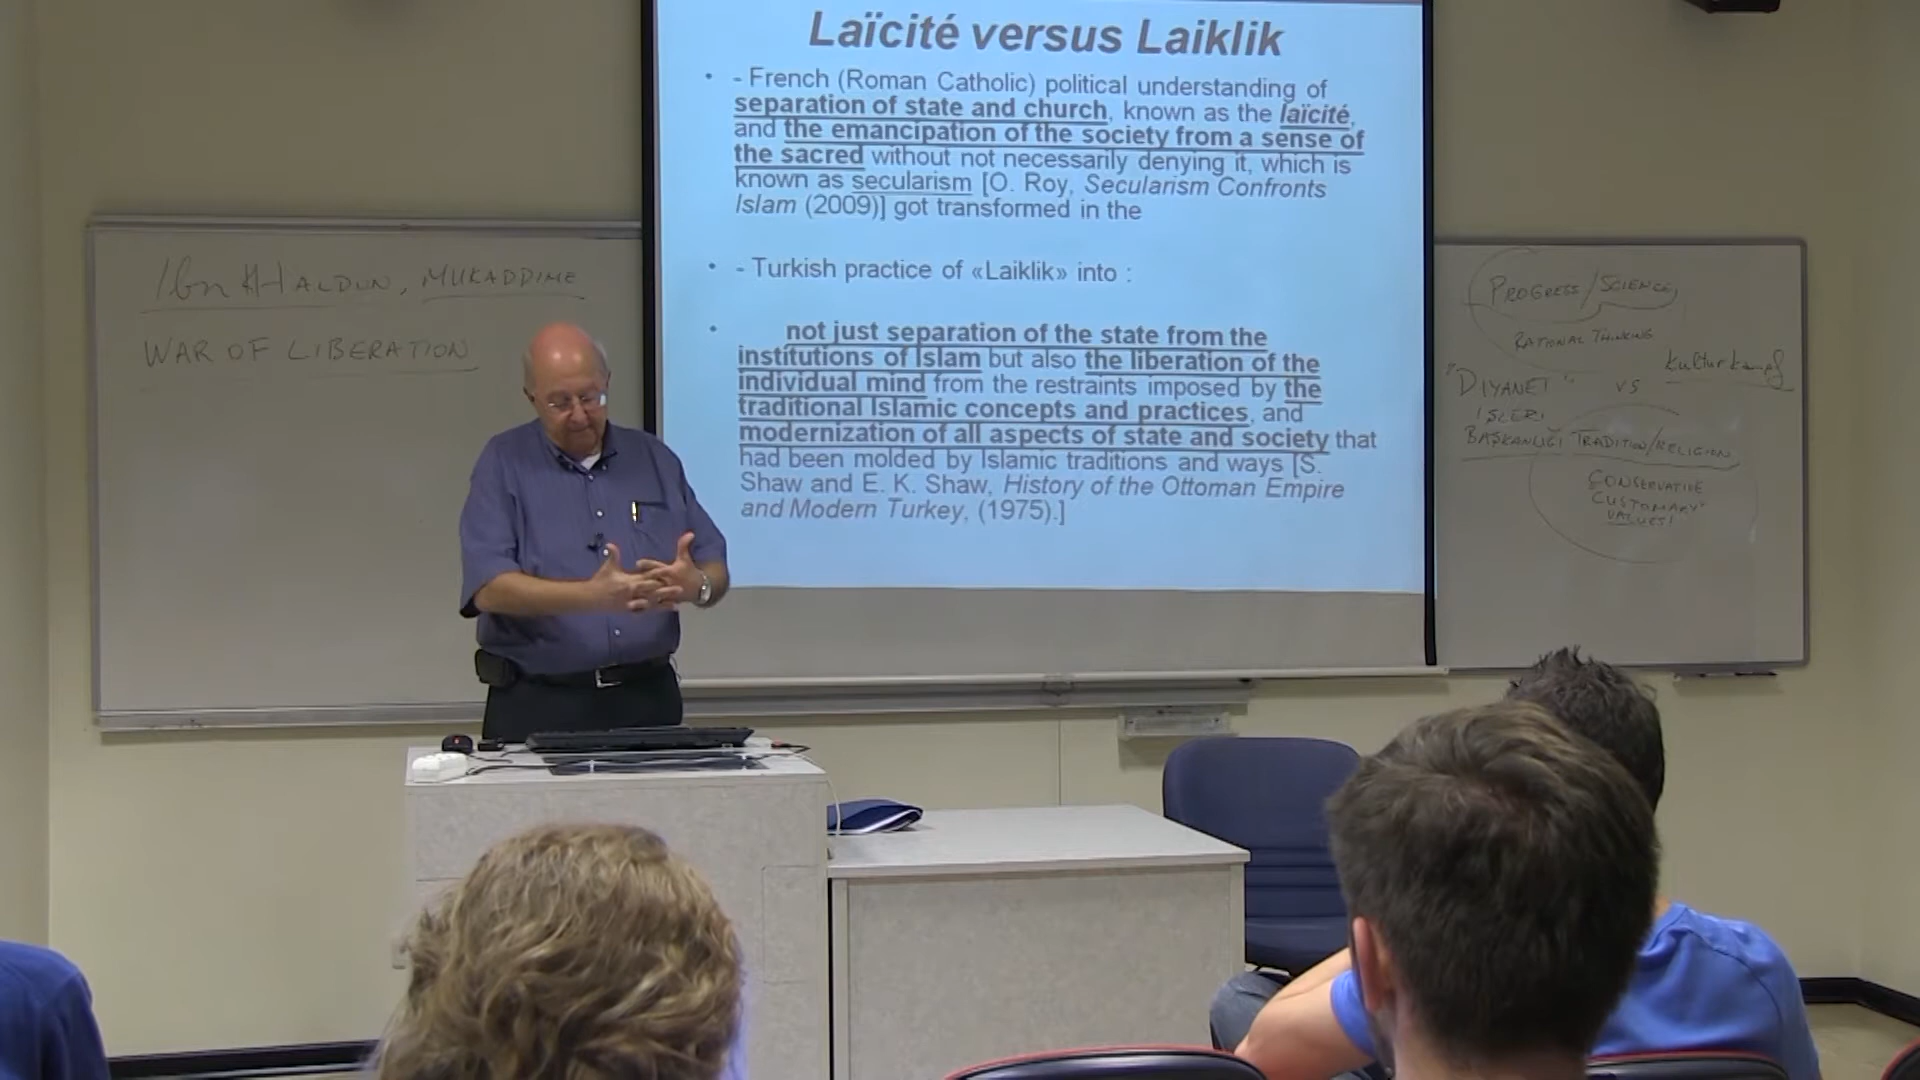 Laïcité versus Laiklik
• - French (Roman Catholic) political understanding of
separation of state and church, known as the laïcité,
and the emancipation of the society from a sense of
the sacred without not necessarily denying it, which is
known as secularism [O. Roy, Secularism Confronts
Islam (2009)] got transformed in the
• - Turkish practice of «Laiklik» into :
• not just separation of the state from the
institutions of Islam but also the liberation of the
individual mind from the restraints imposed by the
traditional Islamic concepts and practices, and
modernization of all aspects of state and society that
had been molded by Islamic traditions and ways [S.
Shaw and E. K. Shaw, History of the Ottoman Empire
and Modern Turkey, (1975).]
Ibn HALDUN, MUKADDIME
WAR OF LIBERATION
PROGRESS/SCIENCE
RATIONAL THINKING
Kulturkampf
"DIYANET" VS
İŞLERİ
BAŞKANLIĞI TRADITION/RELIGION
CONSERVATIVE
CUSTOMARY
VALUES!